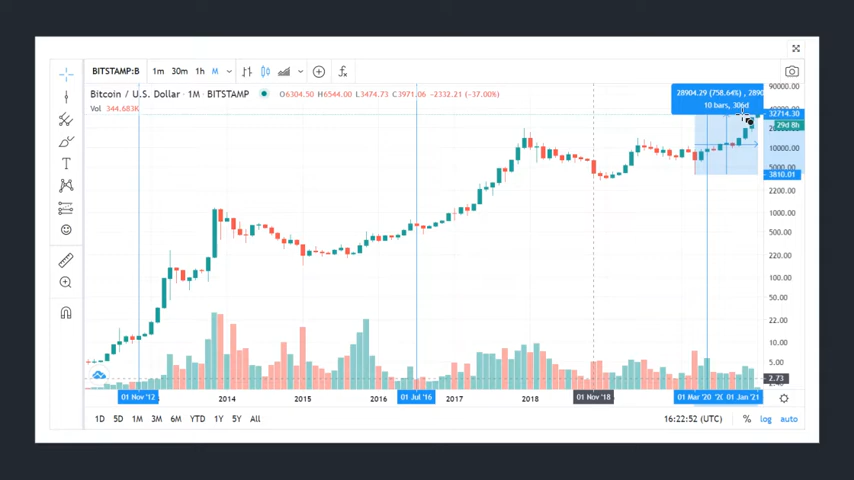 BITSTAMP:B 1m 30m 1h M
Bitcoin / U.S. Dollar · 1M · BITSTAMP O6304.50 H6544.00 L3474.73 C3971.06 -2332.21 (-37.00%)
Vol 344.683K
28904.29 (758.64%) , 2890
10 bars, 306d
90000.00
32714.30
29d 8h
10000.00
5000.00
3810.01
2200.00
1000.00
500.00
220.00
100.00
50.00
22.00
10.00
5.00
2.73
01 Nov '12 2014 2015 2016 01 Jul '16 2017 2018 01 Nov '18 01 Mar '20 01 Jan '21
1D 5D 1M 3M 6M YTD 1Y 5Y All 16:22:52 (UTC) % log auto